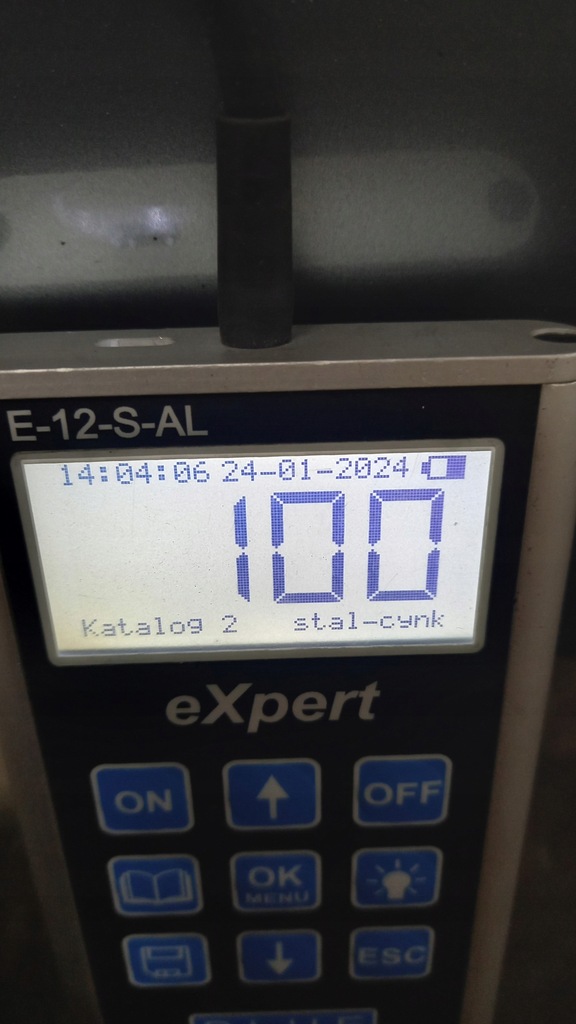 E-12-S-AL
14:04:06 24-01-2024
100
Katalog 2 stal-cynk
eXpert
ON OFF
OK
MENU
ESC